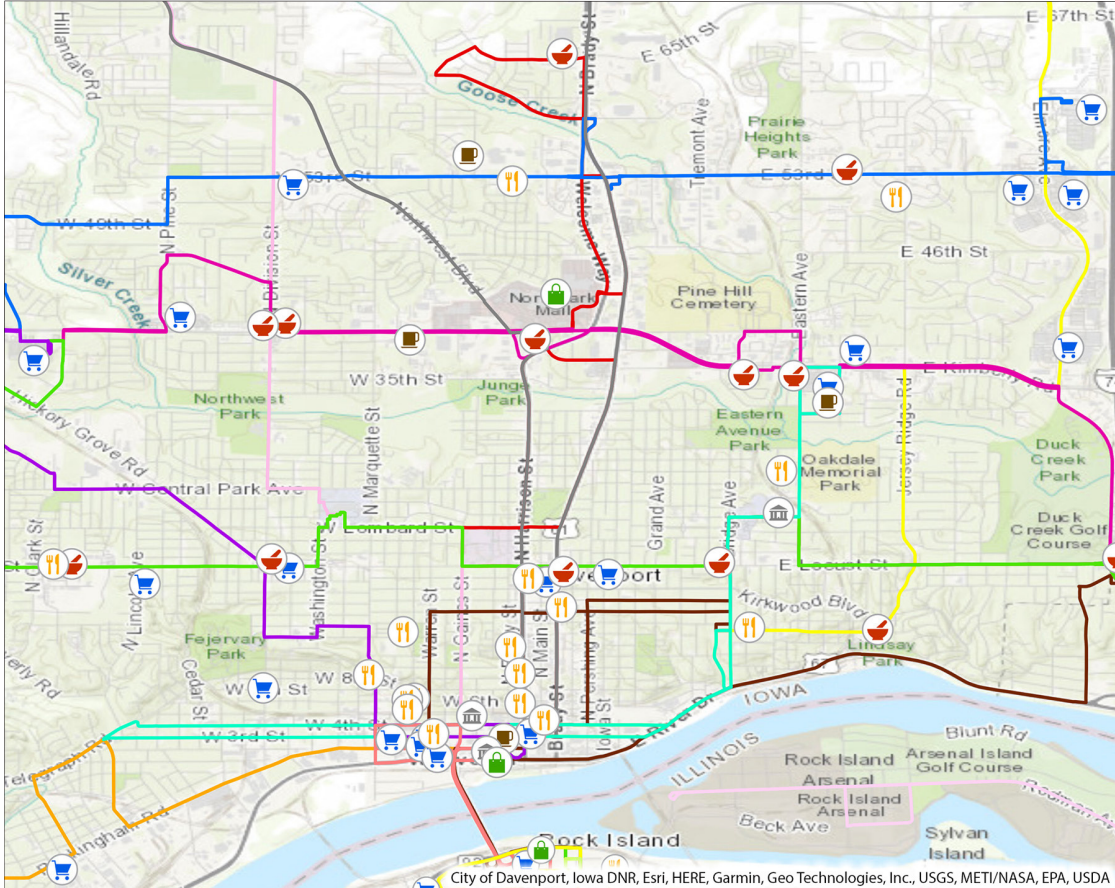 E 67th St
Hillandale Rd
N Brady St
E 65th St
Goose Creek
Elmore Ave
Prairie
Heights
Park
Tremont Ave
53rd St
E 53rd
N Pine St
W 49th St
Northwest Blvd
Welcome Way
N Division St
E 46th St
Silver Creek
Pine Hill
Cemetery
Eastern Ave
Mall
E Kimberly Rd
W 35th St
Junge
Park
Northwest
Park
7
Hickory Grove Rd
N Marquette St
Eastern
Avenue
Park
Jersey Ridge Rd
Duck
Creek
Park
Oakdale
Memorial
Park
W Central Park Ave
N Harrison St
Grand Ave
Duck
Creek Golf
Course
N Clark St
W Lombard St
61
St
E Locust St
N Lincoln Ave
Washington St
Kirkwood Blvd
Warren St
N Gaines St
N Main St
N Pershing Ave
Fejervary
Park
Lindsay
Park
67
Cedar St
W 8th St
W 6th
Brady St
Iowa St
IOWA
W 4th St
W 3rd St
E River Dr
Telegraph Rd
ILLINOIS
Blunt Rd
Rock Island
Arsenal
Arsenal Island
Golf Course
Rock Island
Arsenal
Rodman Av
Beck Ave
Rock Island
Sylvan
Island
City of Davenport, Iowa DNR, Esri, HERE, Garmin, Geo Technologies, Inc., USGS, METI/NASA, EPA, USDA